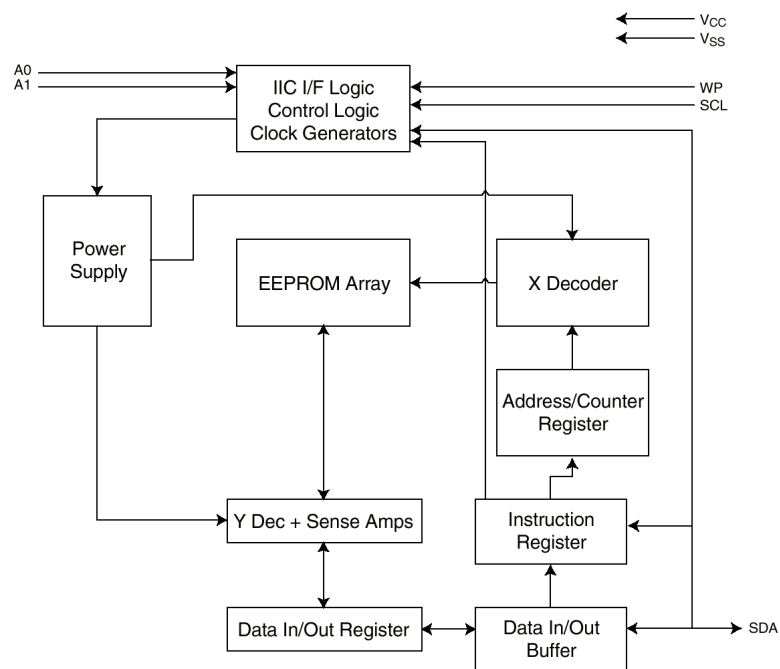 VCC
VSS
A0
A1
IIC I/F Logic
Control Logic
Clock Generators
WP
SCL
Power
Supply
EEPROM Array
X Decoder
Address/Counter
Register
Y Dec + Sense Amps
Instruction
Register
Data In/Out Register
Data In/Out
Buffer
SDA